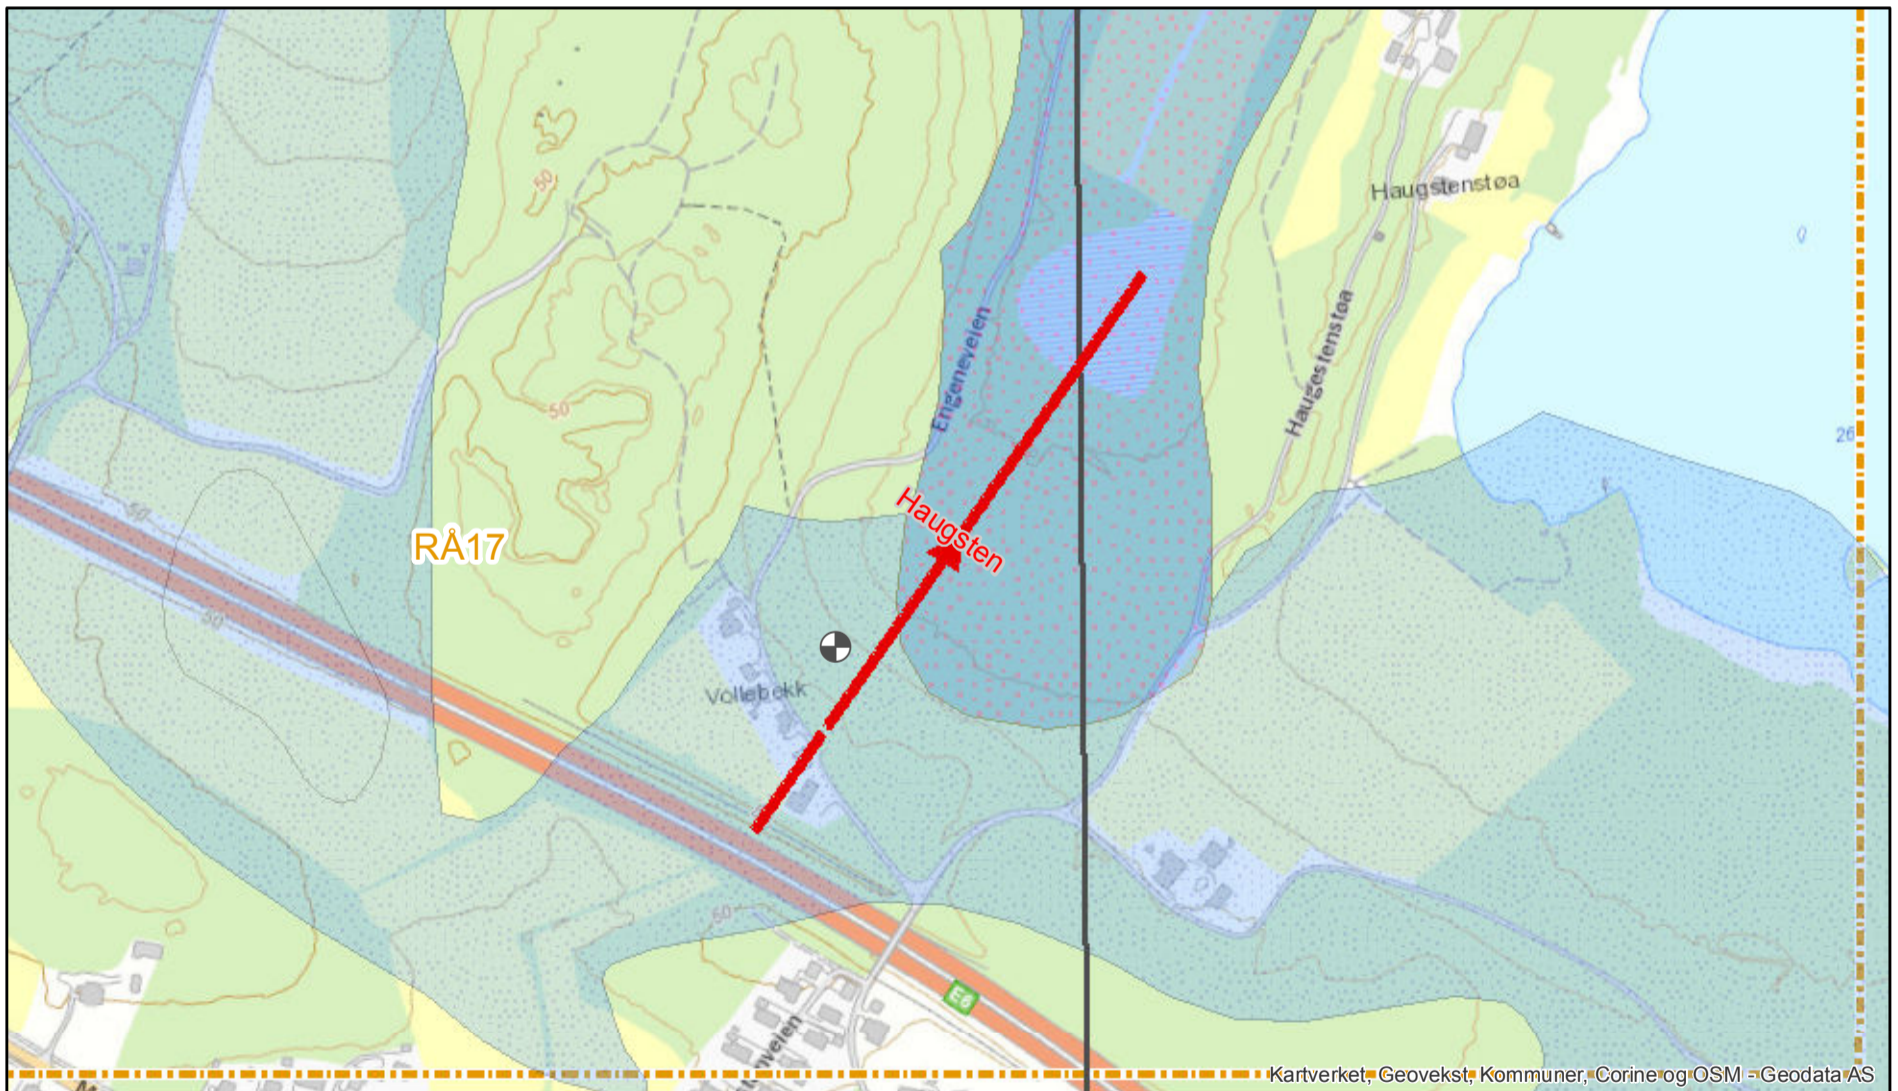 50
Haugstenstøa
Haugestenstøa
Engeneveien
50
26
50
RÅ17
Haugsten
50
Vollebekk
50
E6
Kartverket, Geovekst, Kommuner, Corine og OSM - Geodata AS